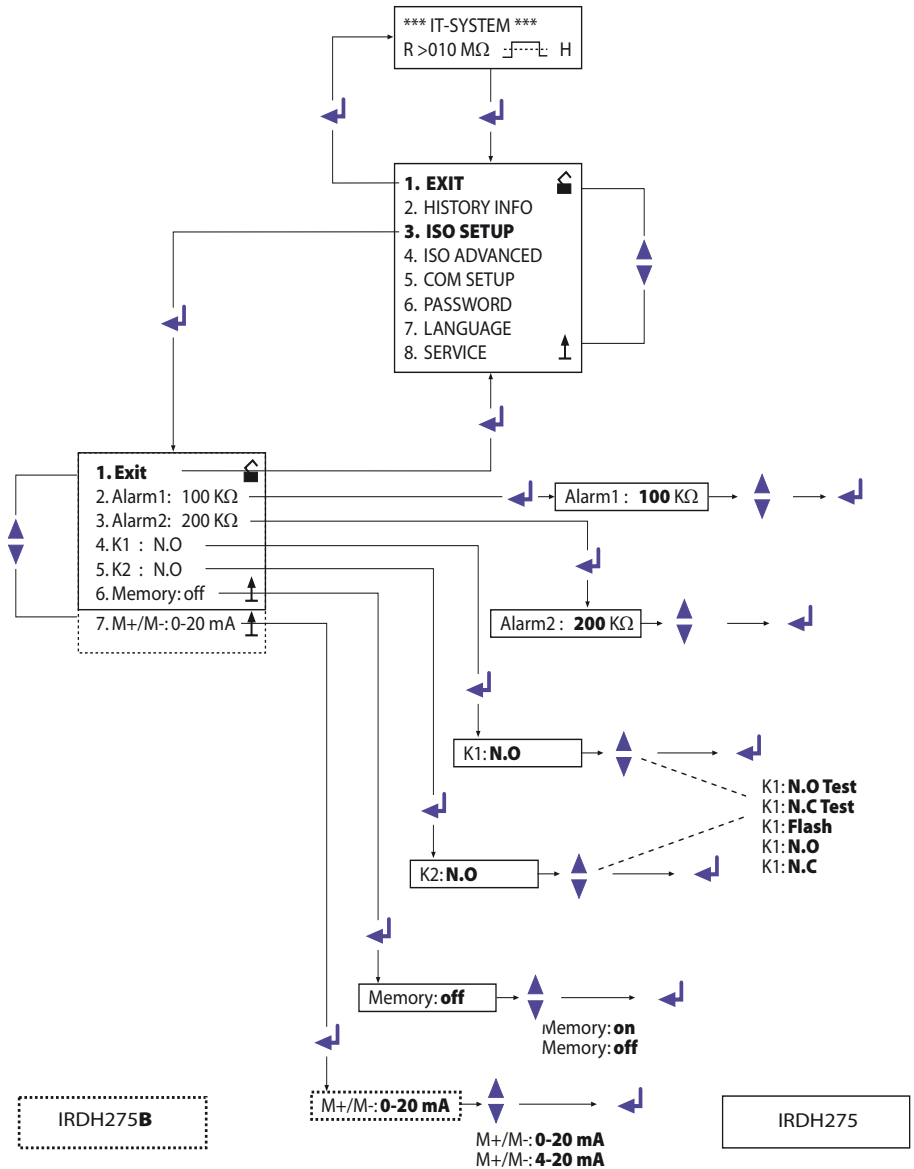 *** IT-SYSTEM ***
R >010 MΩ H
1. EXIT
2. HISTORY INFO
3. ISO SETUP
4. ISO ADVANCED
5. COM SETUP
6. PASSWORD
7. LANGUAGE
8. SERVICE
1. Exit
2. Alarm1: 100 KΩ
3. Alarm2: 200 KΩ
4. K1 : N.O
5. K2 : N.O
6. Memory: off
7. M+/M-: 0-20 mA
Alarm1 : 100 KΩ
Alarm2 : 200 KΩ
K1: N.O
K1: N.O Test
K1: N.C Test
K1: Flash
K1: N.O
K1: N.C
K2: N.O
Memory: off
Memory: on
Memory: off
M+/M-: 0-20 mA
M+/M-: 0-20 mA
M+/M-: 4-20 mA
IRDH275B
IRDH275